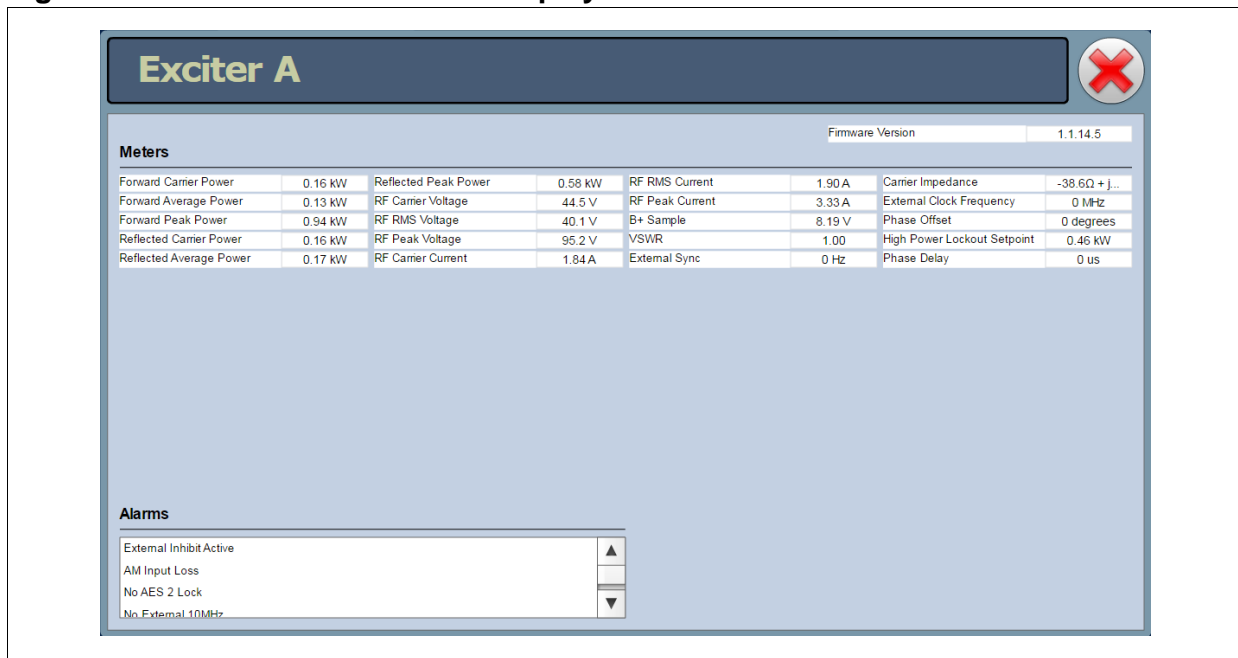 Exciter A
Firmware Version 1.1.14.5
Meters
Forward Carrier Power 0.16 kW Reflected Peak Power 0.58 kW RF RMS Current 1.90 A Carrier Impedance -38.6Ω + j...
Forward Average Power 0.13 kW RF Carrier Voltage 44.5 V RF Peak Current 3.33 A External Clock Frequency 0 MHz
Forward Peak Power 0.94 kW RF RMS Voltage 40.1 V B+ Sample 8.19 V Phase Offset 0 degrees
Reflected Carrier Power 0.16 kW RF Peak Voltage 95.2 V VSWR 1.00 High Power Lockout Setpoint 0.46 kW
Reflected Average Power 0.17 kW RF Carrier Current 1.84 A External Sync 0 Hz Phase Delay 0 us
Alarms
External Inhibit Active
AM Input Loss
No AES 2 Lock
No External 10MHz